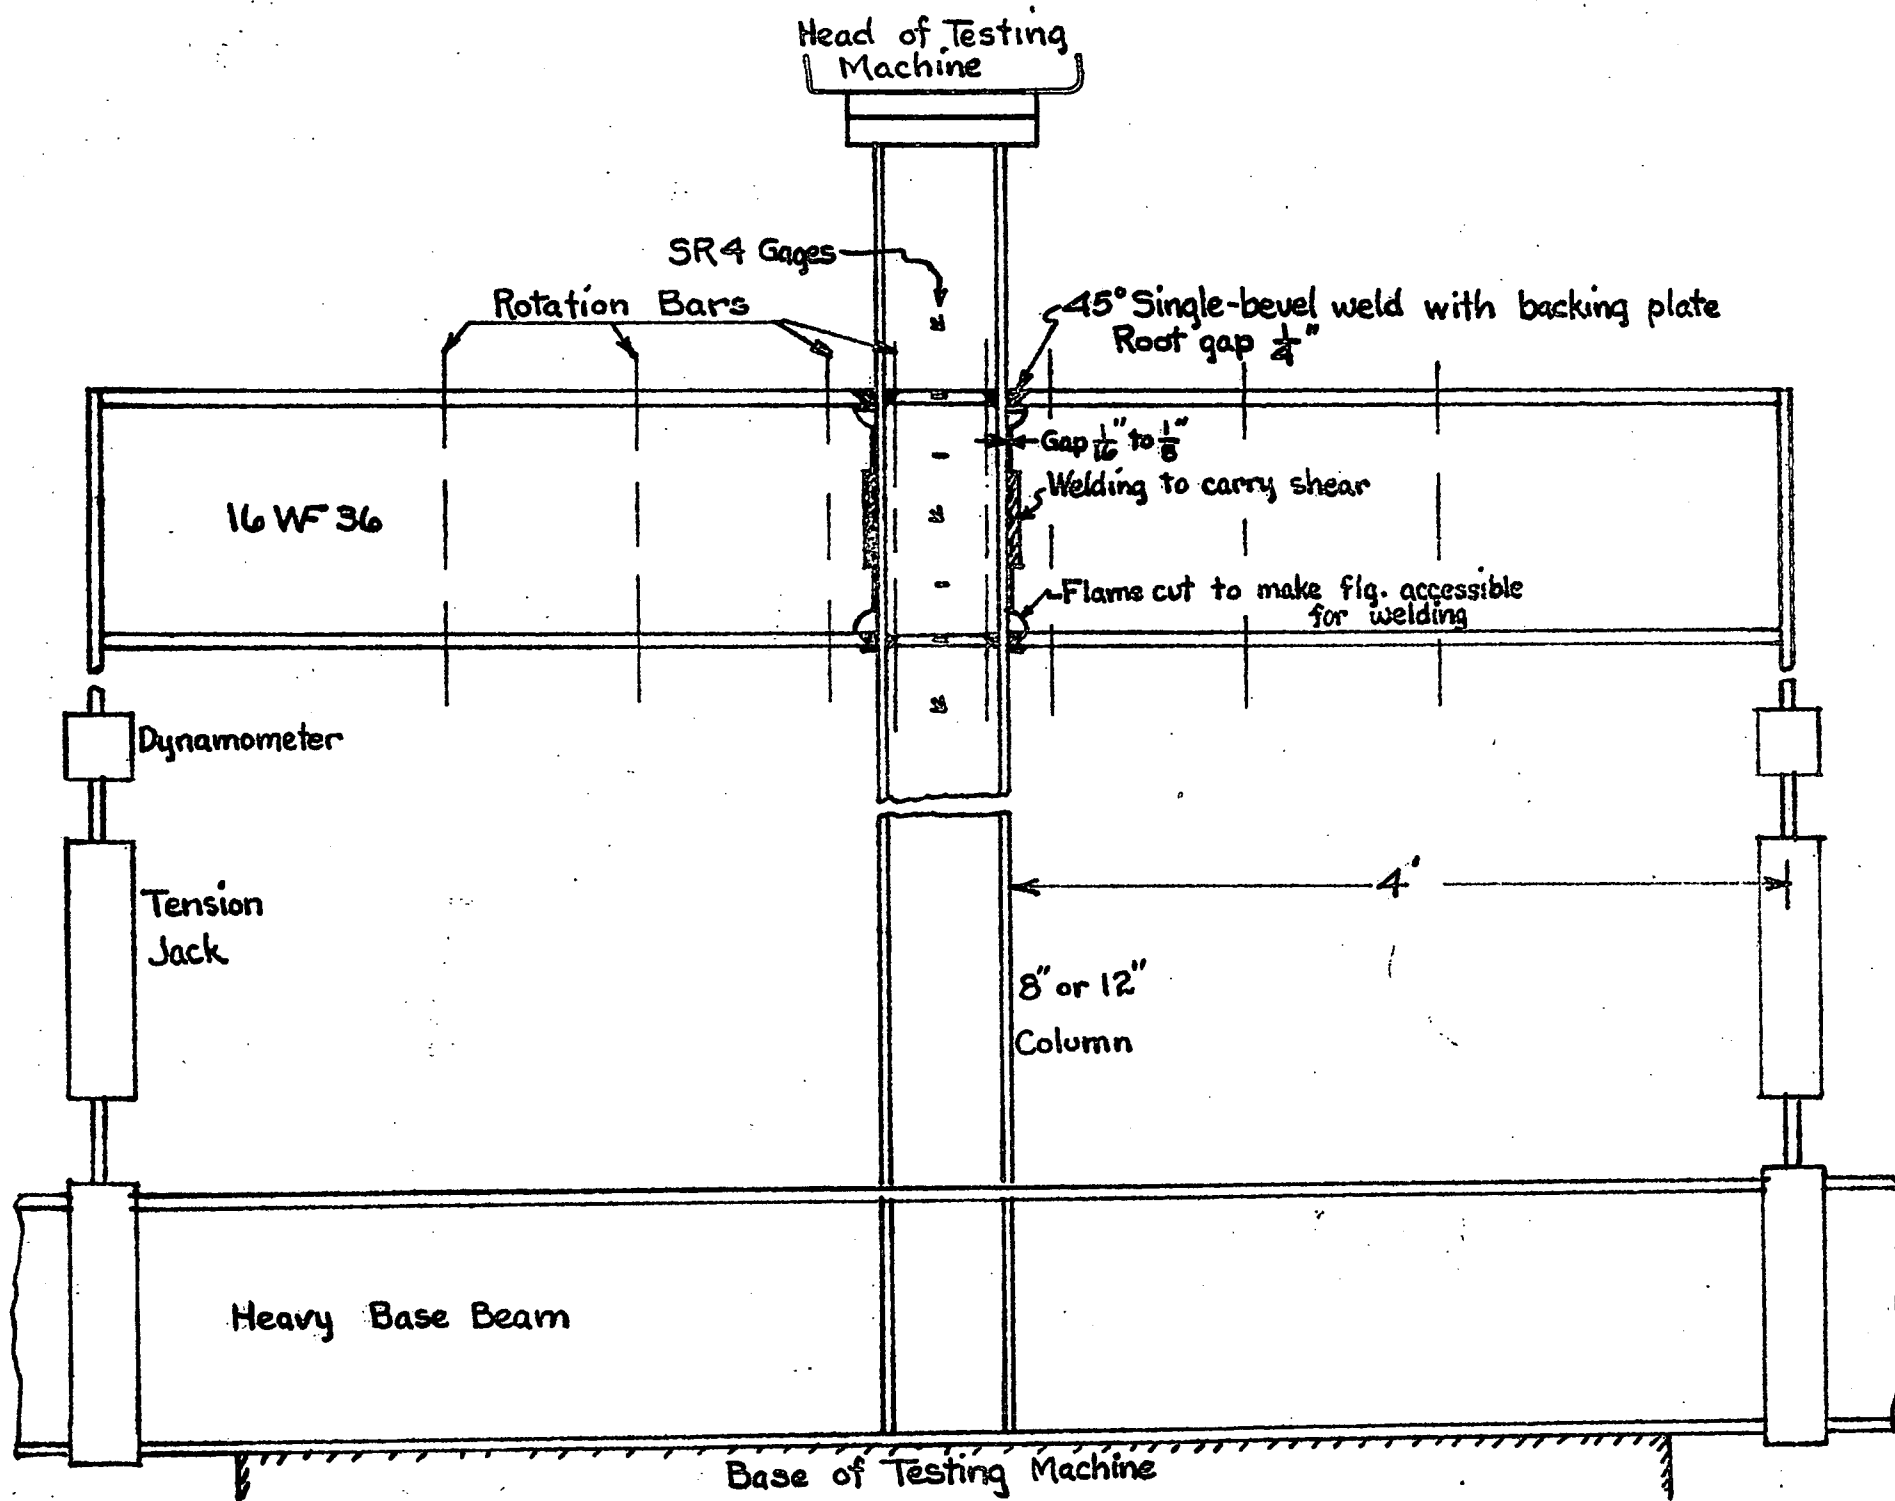 Head of Testing
Machine
SR4 Gages
Rotation Bars
45° Single-bevel weld with backing plate
Root gap 1/4"
Gap 1/16" to 1/8"
Welding to carry shear
16 WF 36
Flame cut to make flg. accessible
for welding
Dynamometer
4'
Tension
Jack
8" or 12"
Column
Heavy Base Beam
Base of Testing Machine